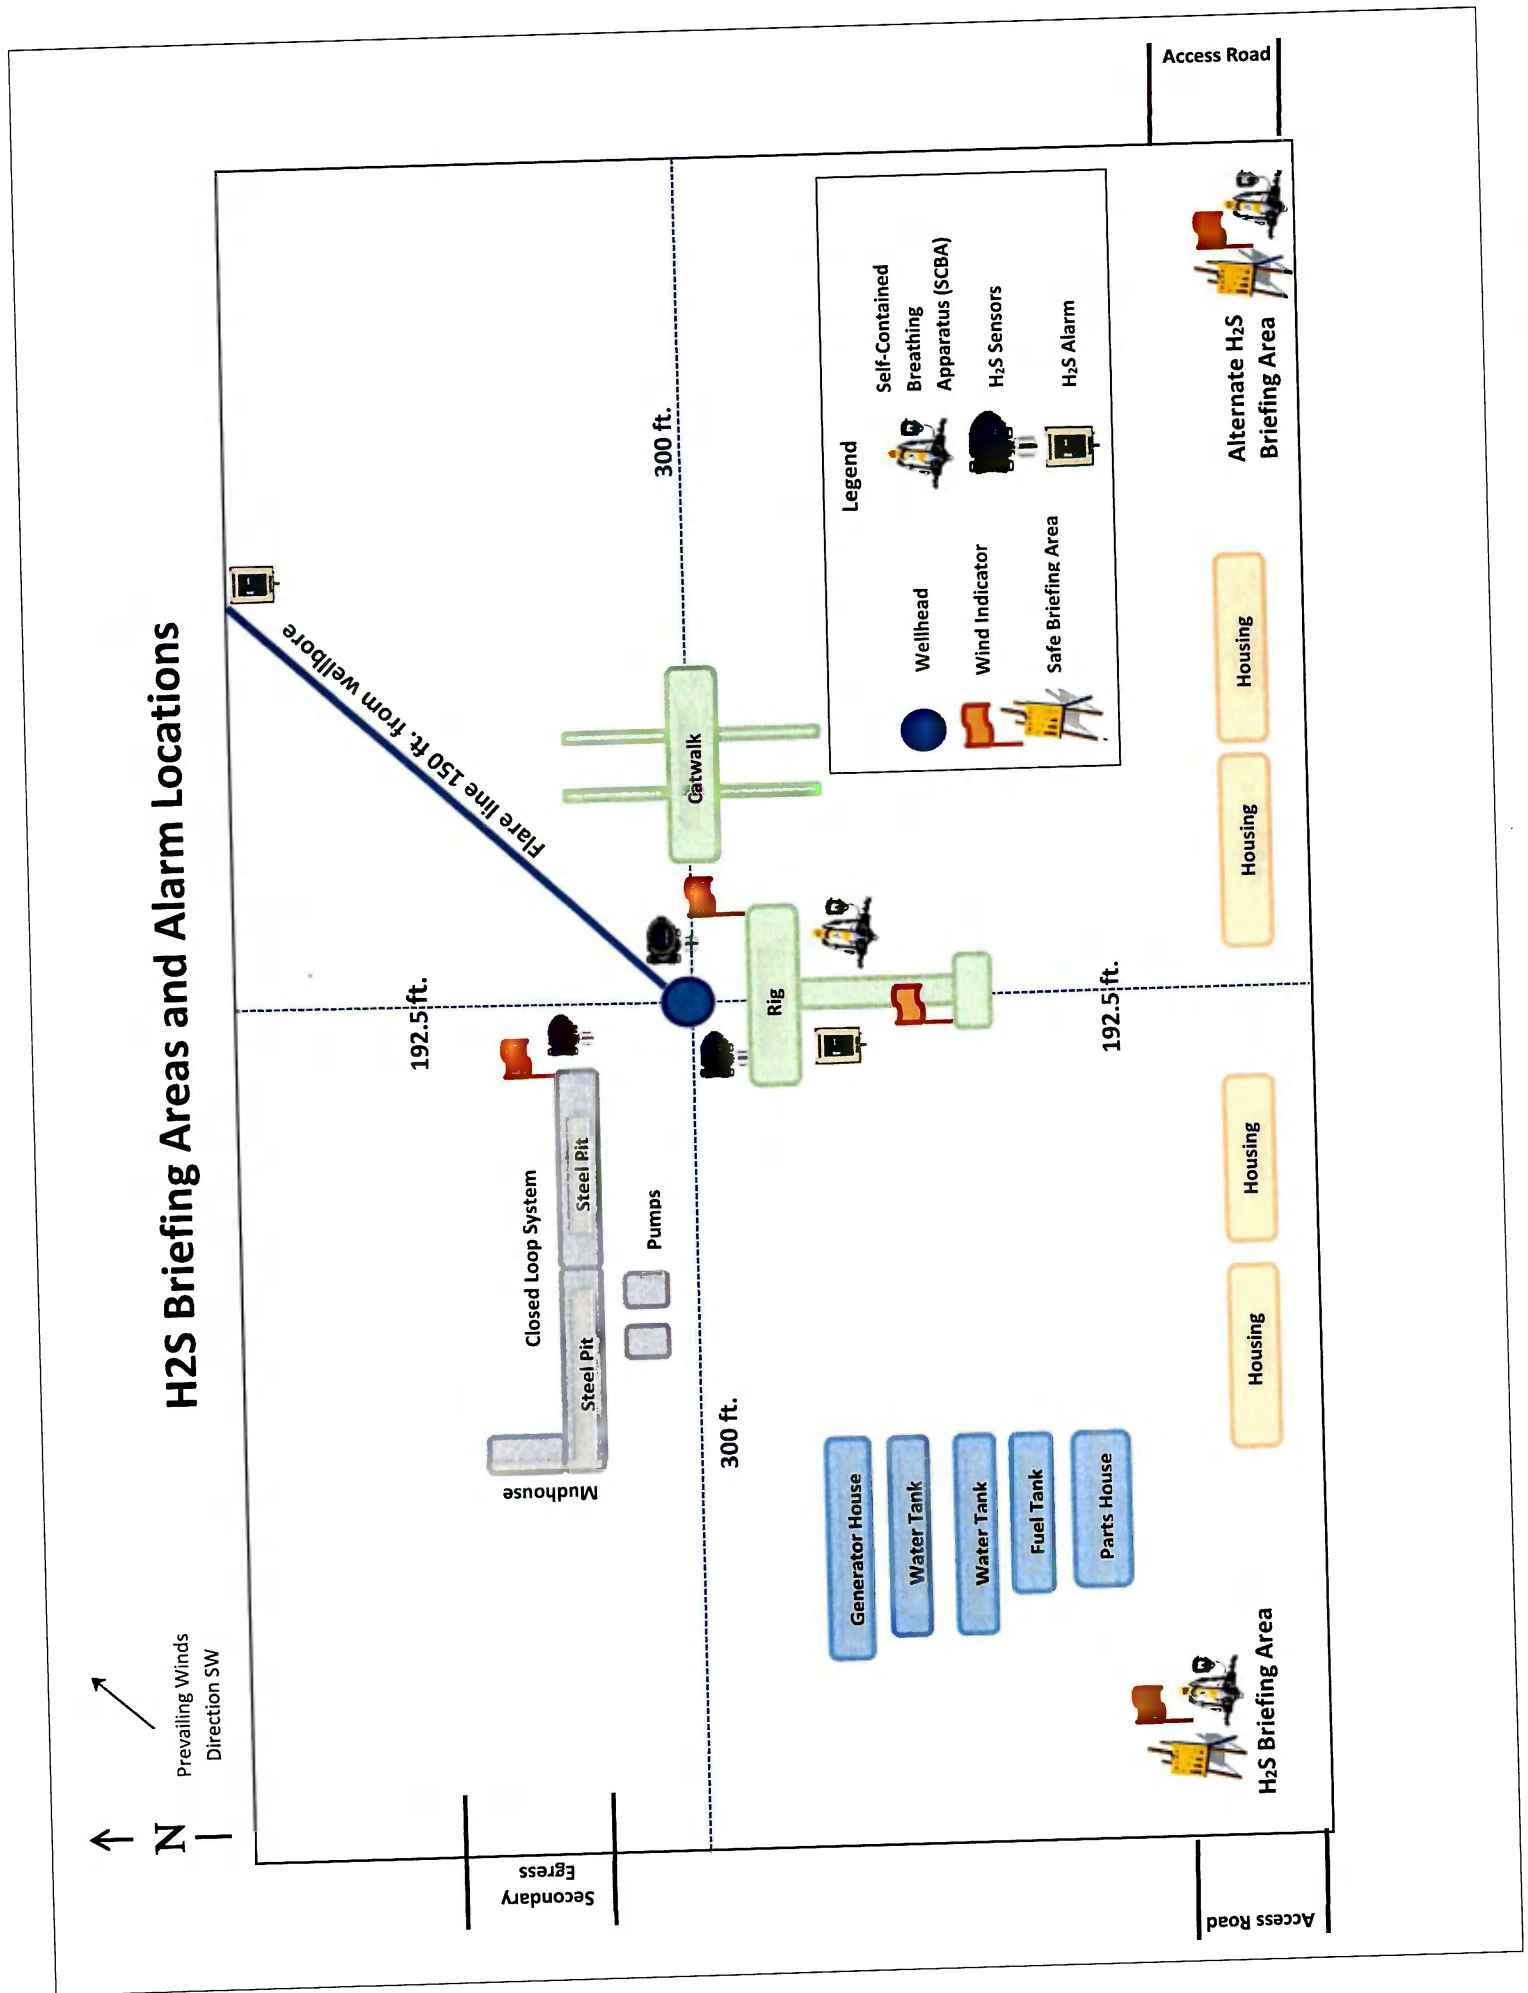 H2S Briefing Areas and Alarm Locations
N
Prevailing Winds
Direction SW
Secondary
Egress
Access Road
Access Road
192.5 ft.
192.5 ft.
300 ft.
300 ft.
Flare line 150 ft. from wellbore
Closed Loop System
Mudhouse
Steel Pit
Steel Pit
Pumps
Catwalk
Rig
Generator House
Water Tank
Water Tank
Fuel Tank
Parts House
Legend
Wellhead
Wind Indicator
Safe Briefing Area
Self-Contained
Breathing
Apparatus (SCBA)
H₂S Sensors
H₂S Alarm
Housing
Housing
Housing
Housing
H₂S Briefing Area
Alternate H₂S
Briefing Area